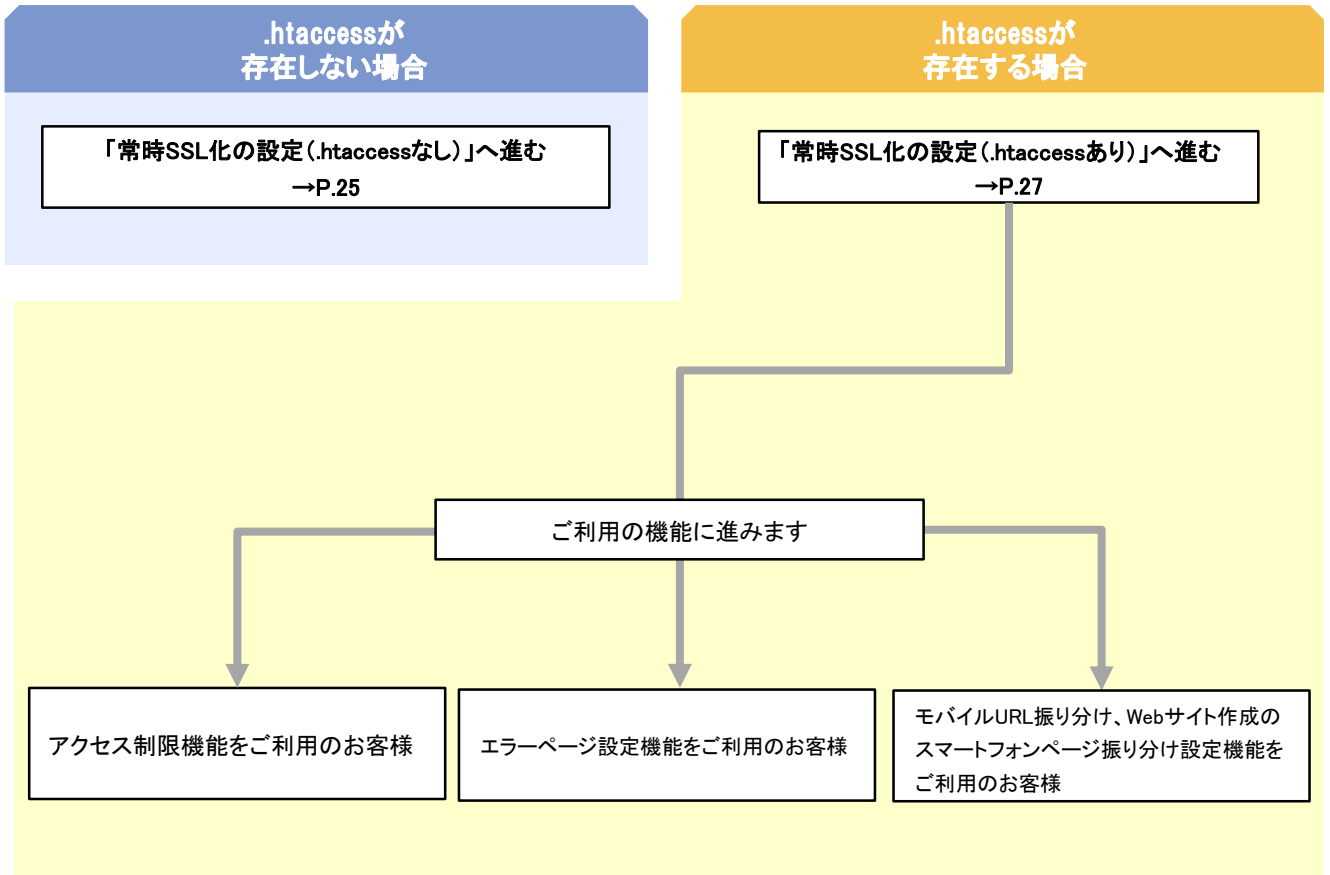 .htaccessが
存在しない場合
「常時SSL化の設定(.htaccessなし)」へ進む
→P.25
.htaccessが
存在する場合
「常時SSL化の設定(.htaccessあり)」へ進む
→P.27
ご利用の機能に進みます
アクセス制限機能をご利用のお客様
エラーページ設定機能をご利用のお客様
モバイルURL振り分け、Webサイト作成の
スマートフォンページ振り分け設定機能を
ご利用のお客様